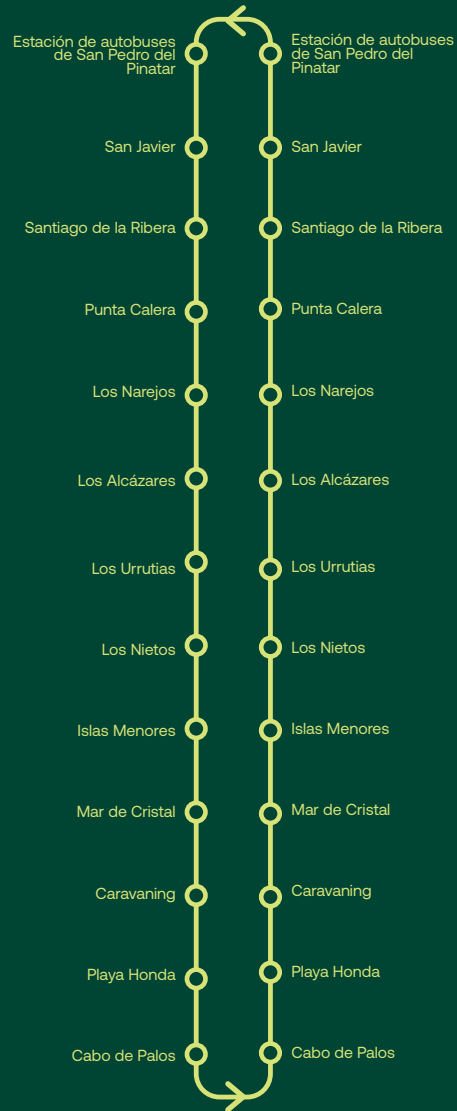 Estación de autobuses
de San Pedro del
Pinatar
San Javier
Santiago de la Ribera
Punta Calera
Los Narejos
Los Alcázares
Los Urrutias
Los Nietos
Islas Menores
Mar de Cristal
Caravaning
Playa Honda
Cabo de Palos
Estación de autobuses
de San Pedro del
Pinatar
San Javier
Santiago de la Ribera
Punta Calera
Los Narejos
Los Alcázares
Los Urrutias
Los Nietos
Islas Menores
Mar de Cristal
Caravaning
Playa Honda
Cabo de Palos